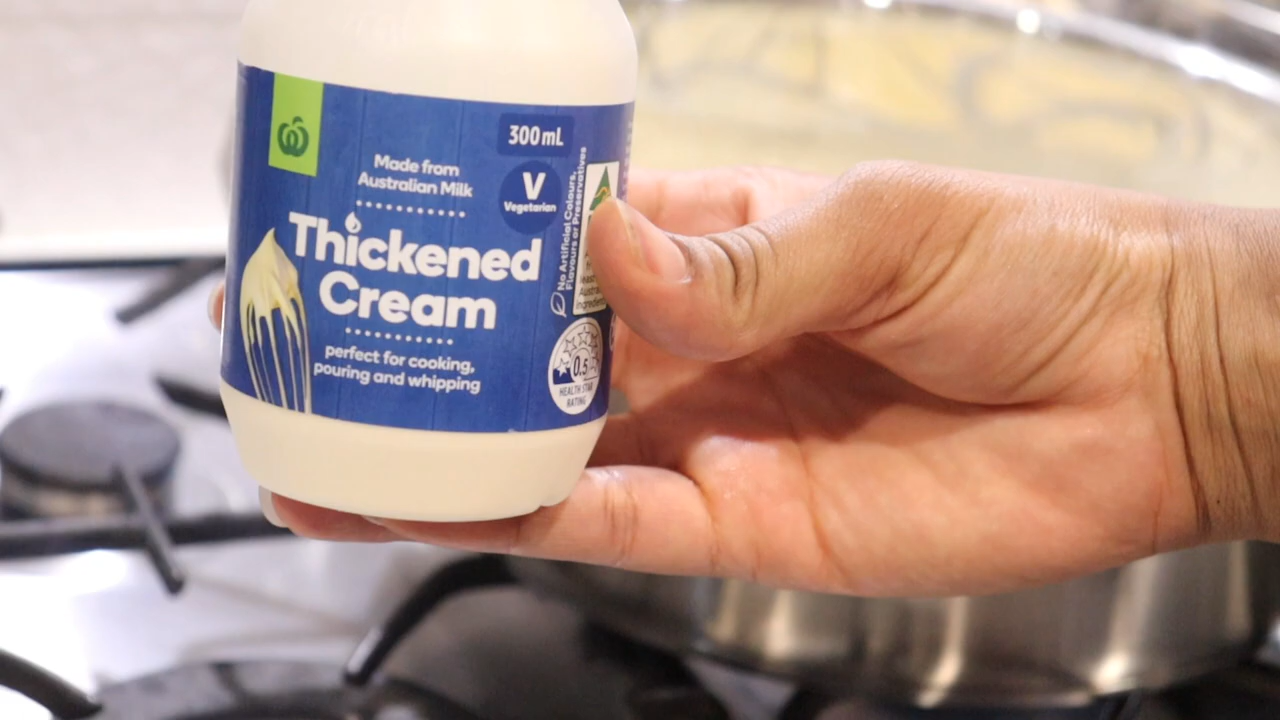 300mL
Made from
Australian Milk
V
Vegetarian
No Artificial Colours,
Flavours or Preservatives
Thickened
Cream
perfect for cooking,
pouring and whipping
0.5
HEALTH STAR
RATING